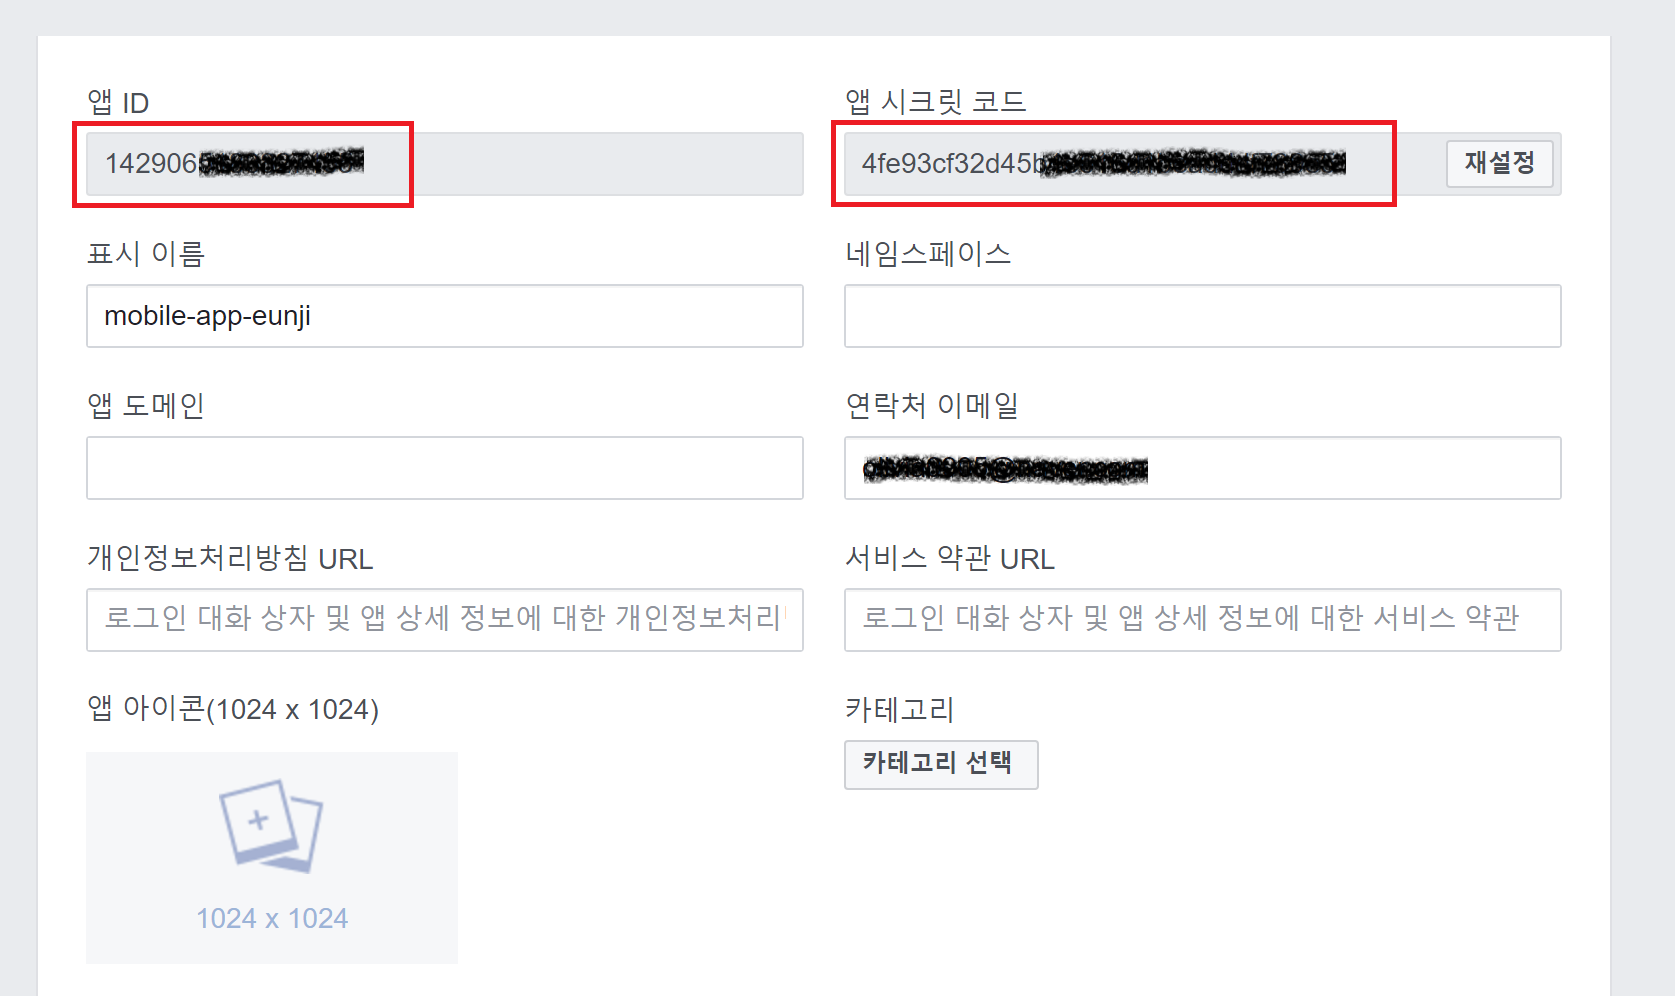 앱 ID
앱 시크릿 코드
142906
4fe93cf32d45b
재설정
표시 이름
네임스페이스
mobile-app-eunji
앱 도메인
연락처 이메일
개인정보처리방침 URL
서비스 약관 URL
로그인 대화 상자 및 앱 상세 정보에 대한 개인정보처리
로그인 대화 상자 및 앱 상세 정보에 대한 서비스 약관
앱 아이콘(1024 x 1024)
카테고리
카테고리 선택
1024 x 1024